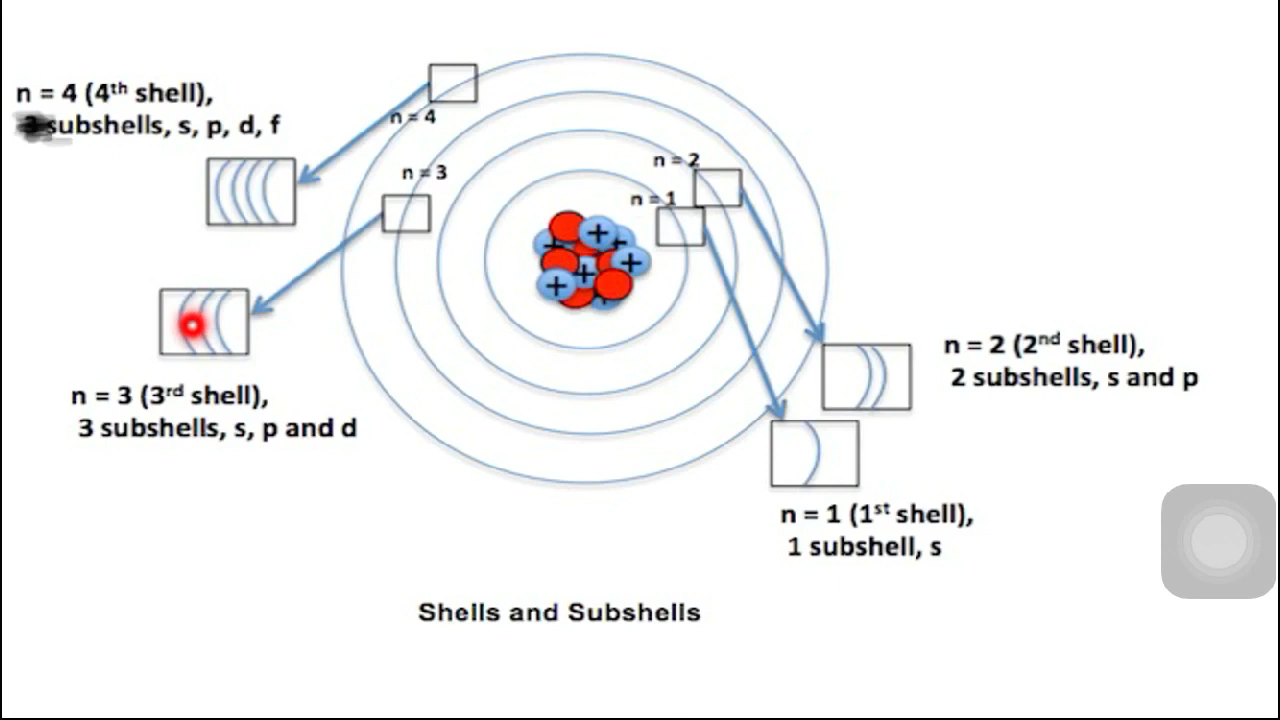 n = 4 (4th shell),
subshells, s, p, d, f
n = 4
n = 3
n = 2
n = 1
+ + + + + + +
n = 3 (3rd shell),
3 subshells, s, p and d
n = 2 (2nd shell),
2 subshells, s and p
n = 1 (1st shell),
1 subshell, s
Shells and Subshells